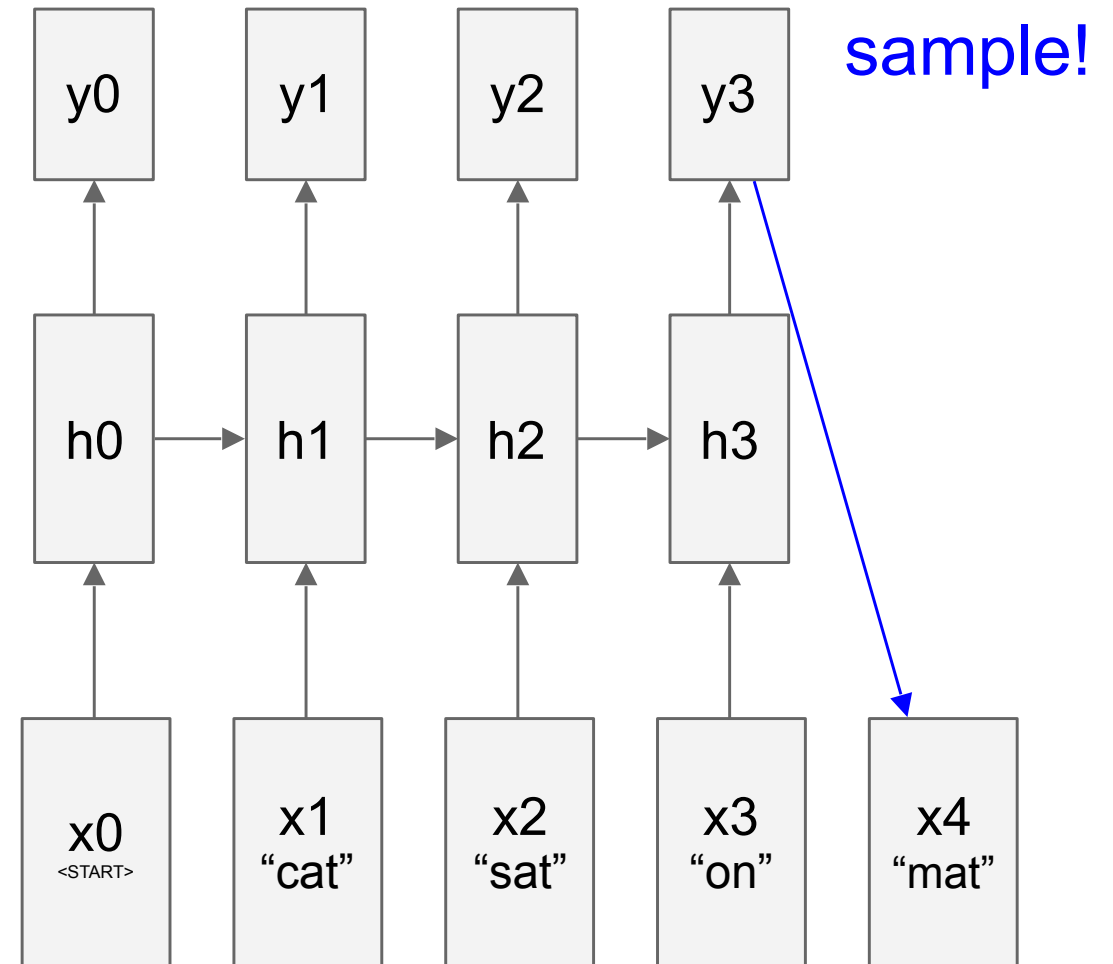 sample!
y0 y1 y2 y3
h0 h1 h2 h3
x0 x1 x2 x3 x4
<START> “cat” “sat” “on” “mat”